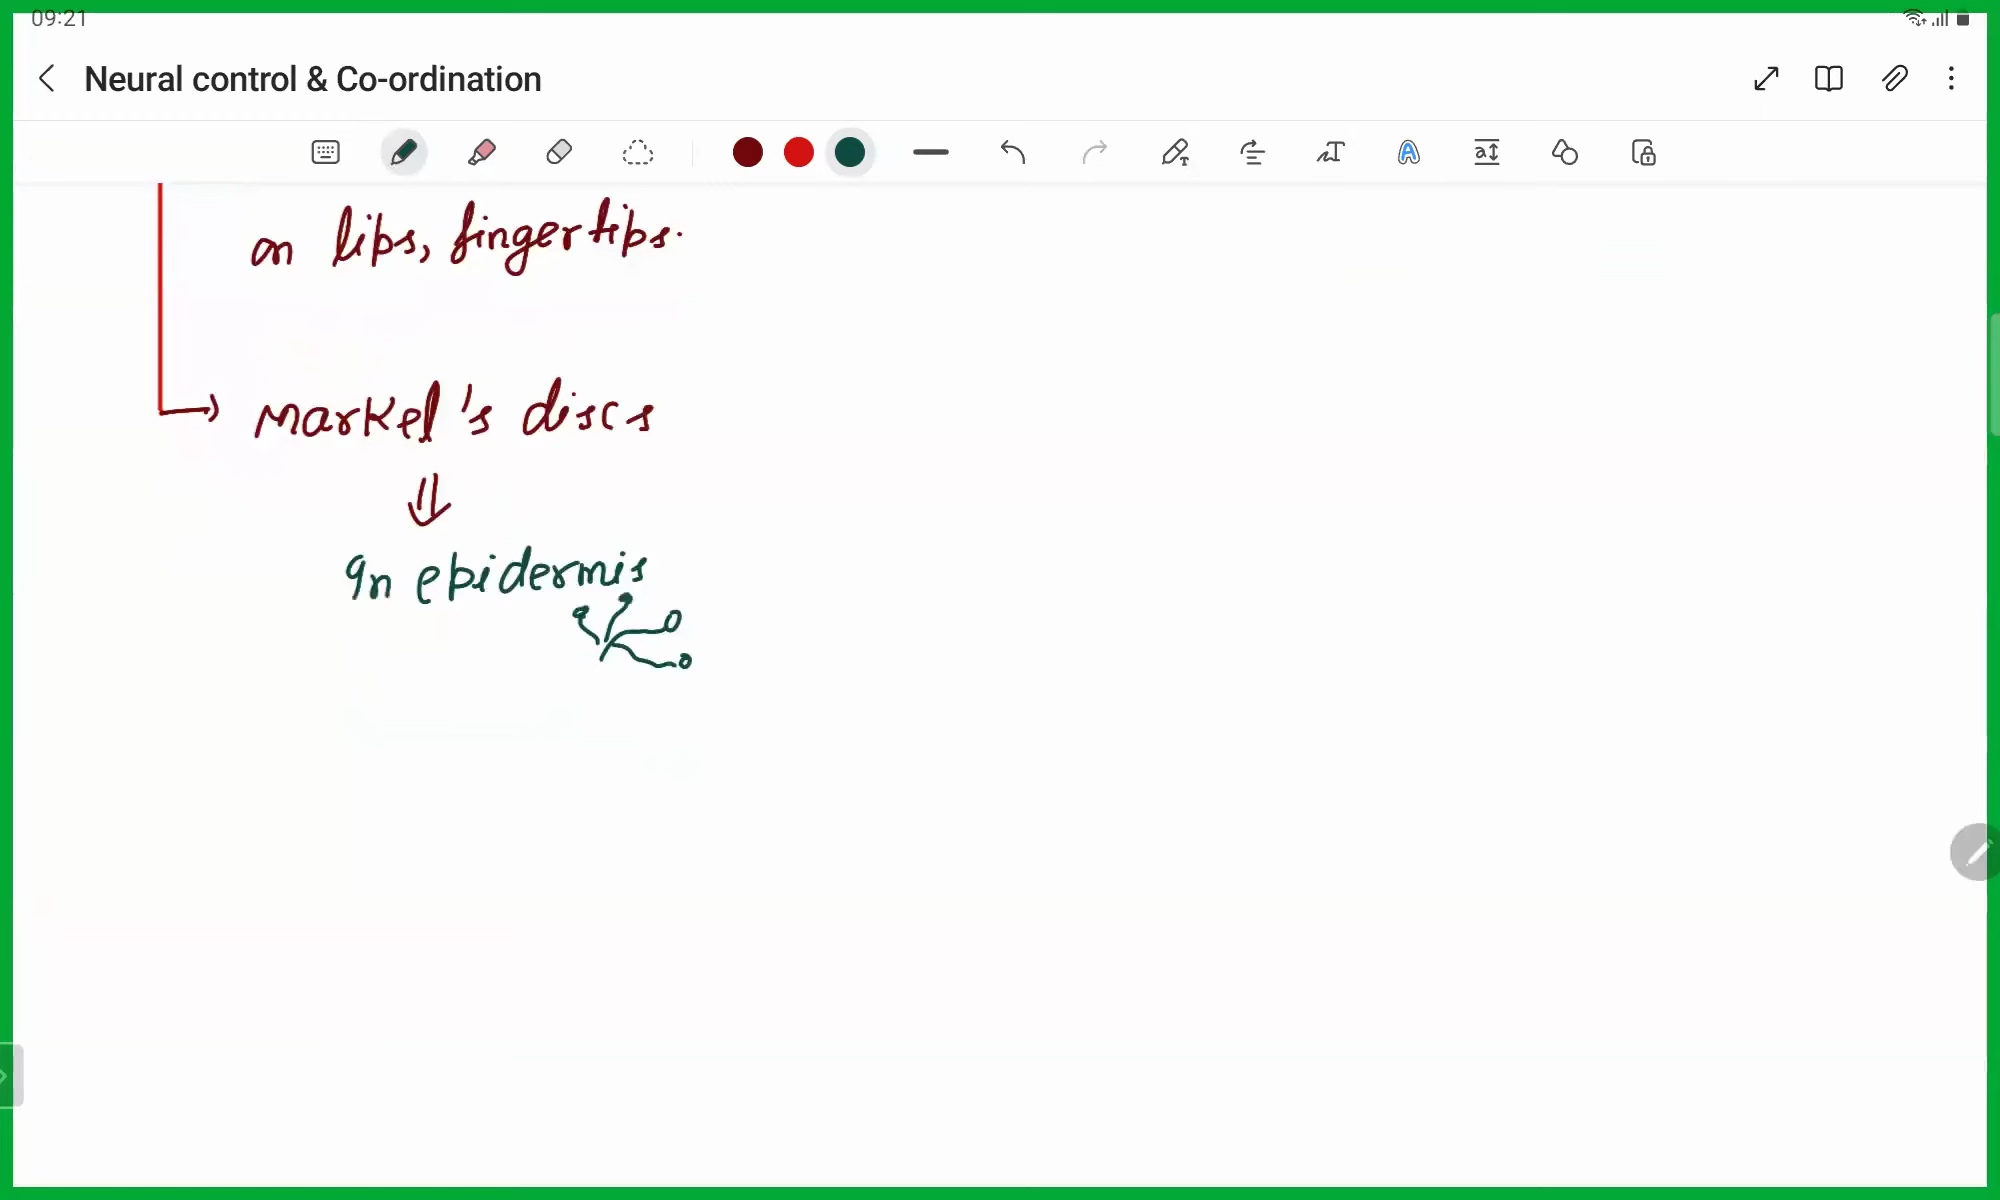 09:21
Neural control & Co-ordination
on lips, fingertips.
Markel's discs
In epidermis